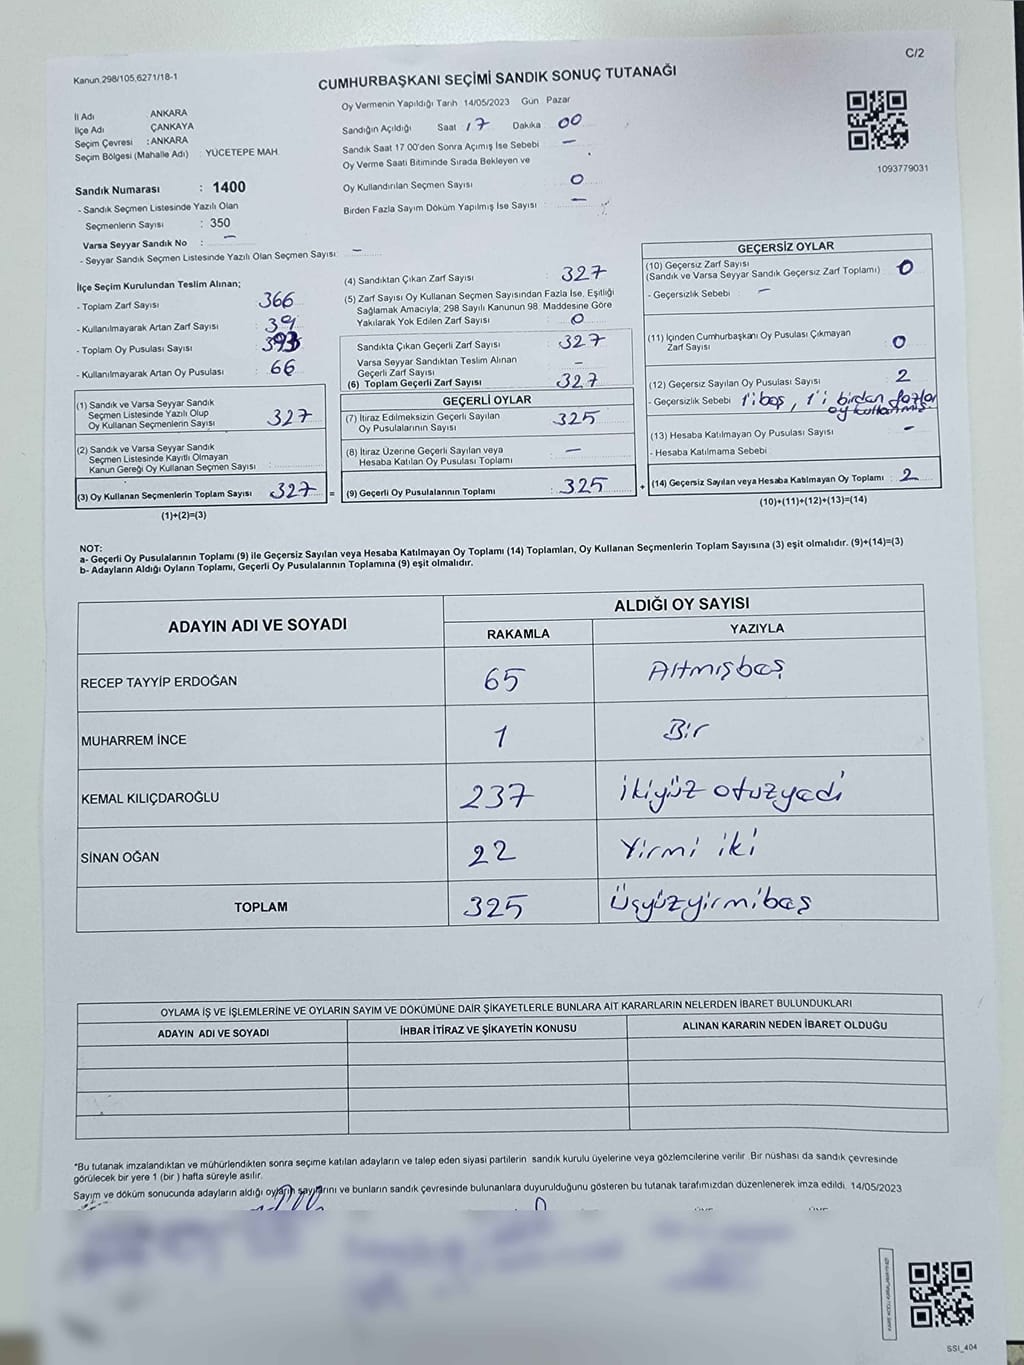 C/2
Kanun,298/105,6271/18-1
CUMHURBAŞKANI SEÇİMİ SANDIK SONUÇ TUTANAĞI
İl Adı ANKARA
İlçe Adı ÇANKAYA
Seçim Çevresi : ANKARA
Seçim Bölgesi (Mahalle Adı) : YÜCETEPE MAH.
Sandık Numarası : 1400
- Sandık Seçmen Listesinde Yazılı Olan
Seçmenlerin Sayısı : 350
Varsa Seyyar Sandık No : –
- Seyyar Sandık Seçmen Listesinde Yazılı Olan Seçmen Sayısı: –
Oy Vermenin Yapıldığı Tarih 14/05/2023 Gün Pazar
Sandığın Açıldığı Saat 17 Dakika 00
Sandık Saat 17.00'den Sonra Açımış İse Sebebi –
Oy Verme Saati Bitiminde Sırada Bekleyen ve
Oy Kullandırılan Seçmen Sayısı 0
Birden Fazla Sayım Döküm Yapılmış İse Sayısı –
1093779031
İlçe Seçim Kurulundan Teslim Alınan;
- Toplam Zarf Sayısı 366
- Kullanılmayarak Artan Zarf Sayısı : 39
- Toplam Oy Pusulası Sayısı : 393
- Kullanılmayarak Artan Oy Pusulası : 66
(1) Sandık ve Varsa Seyyar Sandık
Seçmen Listesinde Yazılı Olup
Oy Kullanan Seçmenlerin Sayısı : 327
(2) Sandık ve Varsa Seyyar Sandık
Seçmen Listesinde Kayıtlı Olmayan
Kanun Gereği Oy Kullanan Seçmen Sayısı :
(3) Oy Kullanan Seçmenlerin Toplam Sayısı 327 =
(1)+(2)=(3)
(4) Sandıktan Çıkan Zarf Sayısı : 327
(5) Zarf Sayısı Oy Kullanan Seçmen Sayısından Fazla İse, Eşitliği
Sağlamak Amacıyla, 298 Sayılı Kanunun 98. Maddesine Göre
Yakılarak Yok Edilen Zarf Sayısı : 0
Sandıkta Çıkan Geçerli Zarf Sayısı : 327
Varsa Seyyar Sandıktan Teslim Alınan
Geçerli Zarf Sayısı : –
(6) Toplam Geçerli Zarf Sayısı : 327
GEÇERLİ OYLAR
(7) İtiraz Edilmeksizin Geçerli Sayılan
Oy Pusulalarının Sayısı : 325
(8) İtiraz Üzerine Geçerli Sayılan veya
Hesaba Katılan Oy Pusulası Toplamı : –
(9) Geçerli Oy Pusulalarının Toplamı : 325 +
GEÇERSİZ OYLAR
(10) Geçersiz Zarf Sayısı
(Sandık ve Varsa Seyyar Sandık Geçersiz Zarf Toplamı) : 0
- Geçersizlik Sebebi : –
(11) İçinden Cumhurbaşkanı Oy Pusulası Çıkmayan
Zarf Sayısı : 0
(12) Geçersiz Sayılan Oy Pusulası Sayısı : 2
- Geçersizlik Sebebi : 1'i boş, 1'i birden fazla
oy kullanmış.
(13) Hesaba Katılmayan Oy Pusulası Sayısı : –
- Hesaba Katılmama Sebebi
(14) Geçersiz Sayılan veya Hesaba Katılmayan Oy Toplamı : 2
(10)+(11)+(12)+(13)=(14)
NOT:
a- Geçerli Oy Pusulalarının Toplamı (9) ile Geçersiz Sayılan veya Hesaba Katılmayan Oy Toplamı (14) Toplamları, Oy Kullanan Seçmenlerin Toplam Sayısına (3) eşit olmalıdır. (9)+(14)=(3)
b- Adayların Aldığı Oyların Toplamı, Geçerli Oy Pusulalarının Toplamına (9) eşit olmalıdır.
ADAYIN ADI VE SOYADI ALDIĞI OY SAYISI
RAKAMLA YAZIYLA
RECEP TAYYİP ERDOĞAN 65 Altmışbeş
MUHARREM İNCE 1 Bir
KEMAL KILIÇDAROĞLU 237 ikiyüz otuzyedi
SİNAN OĞAN 22 Yirmi iki
TOPLAM 325 Üçyüzyirmibeş
OYLAMA İŞ VE İŞLEMLERİNE VE OYLARIN SAYIM VE DÖKÜMÜNE DAİR ŞİKAYETLERLE BUNLARA AİT KARARLARIN NELERDEN İBARET BULUNDUKLARI
ADAYIN ADI VE SOYADI İHBAR İTİRAZ VE ŞİKAYETİN KONUSU ALINAN KARARIN NEDEN İBARET OLDUĞU
*Bu tutanak imzalandıktan ve mühürlendikten sonra seçime katılan adayların ve talep eden siyasi partilerin sandık kurulu üyelerine veya gözlemcilerine verilir. Bir nüshası da sandık çevresinde
görülecek bir yere 1 (bir ) hafta süreyle asılır.
Sayım ve döküm sonucunda adayların aldığı oyların sayılarını ve bunların sandık çevresinde bulunanlara duyurulduğunu gösteren bu tutanak tarafımızdan düzenlenerek imza edildi. 14/05/2023
SSI_404